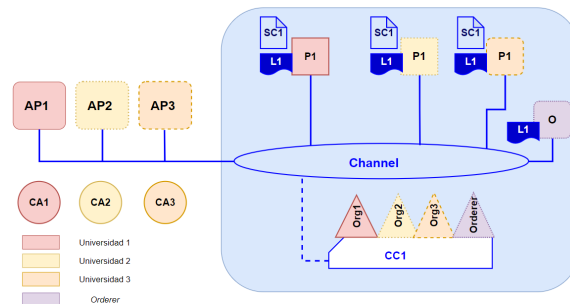 SC1
SC1
SC1
L1
P1
L1
P1
L1
P1
AP1
AP2
AP3
L1
O
Channel
CA1
CA2
CA3
Org1
Org2
Org3
Orderer
CC1
Universidad 1
Universidad 2
Universidad 3
Orderer